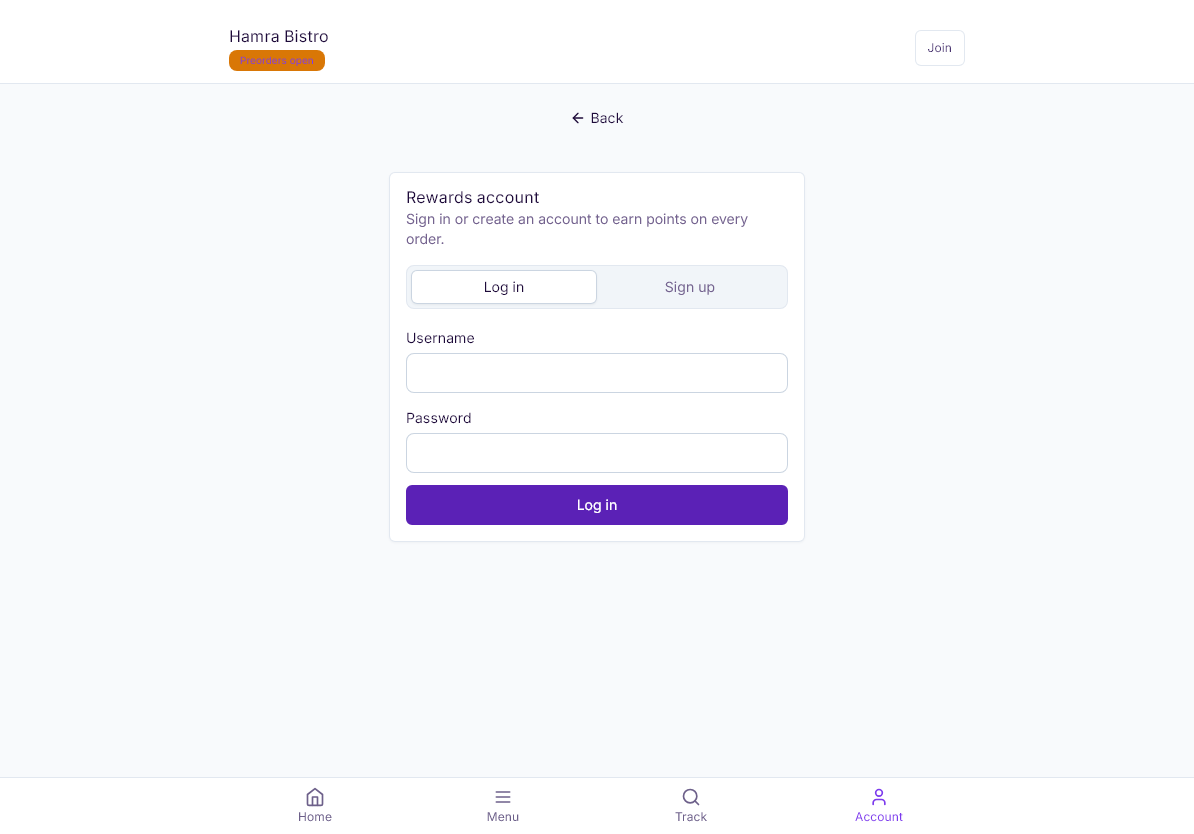 Hamra Bistro
Preorders open
Join
Back
Rewards account
Sign in or create an account to earn points on every
order.
Log in
Sign up
Username
Password
Log in
Home
Menu
Track
Account